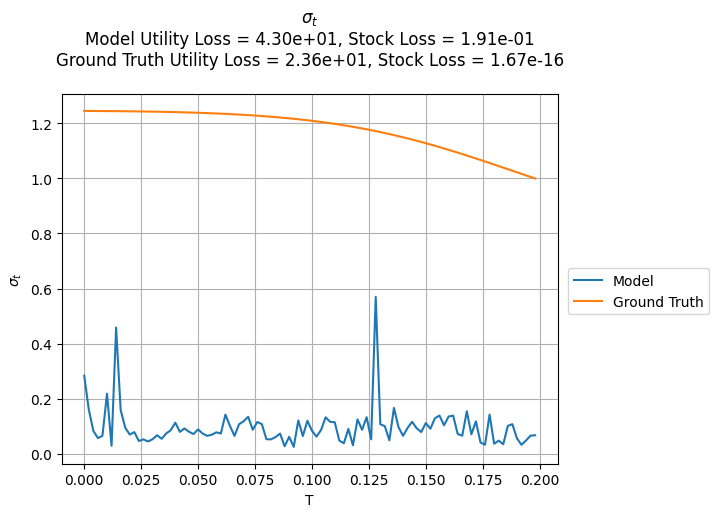 σₜ
Model Utility Loss = 4.30e+01, Stock Loss = 1.91e-01
Ground Truth Utility Loss = 2.36e+01, Stock Loss = 1.67e-16
1.2
1.0
0.8
0.6
0.4
0.2
0.0
σₜ
0.000 0.025 0.050 0.075 0.100 0.125 0.150 0.175 0.200
T
Model
Ground Truth